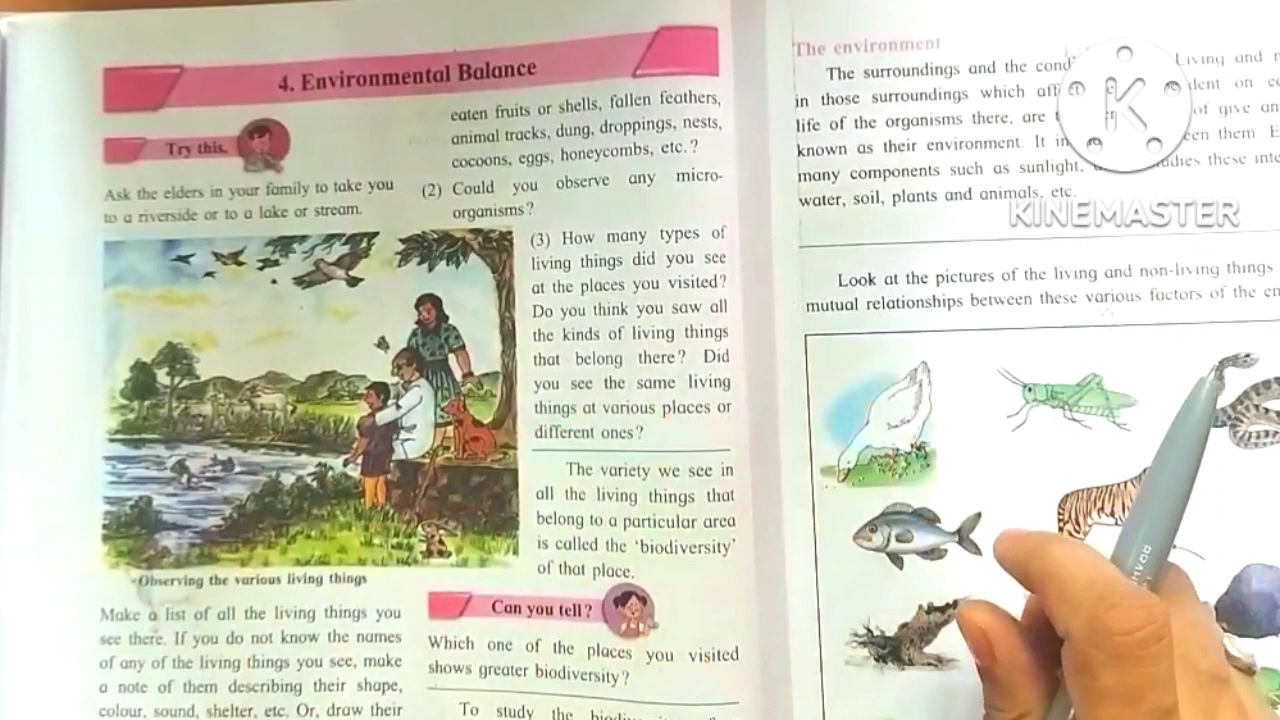 4. Environmental Balance
Try this.
Ask the elders in your family to take you
to a riverside or to a lake or stream.
Observing the various living things
Make a list of all the living things you
see there. If you do not know the names
of any of the living things you see, make
a note of them describing their shape,
colour, sound, shelter, etc. Or, draw their
eaten fruits or shells, fallen feathers,
animal tracks, dung, droppings, nests,
cocoons, eggs, honeycombs, etc.?
(2) Could you observe any micro-
organisms?
(3) How many types of
living things did you see
at the places you visited?
Do you think you saw all
the kinds of living things
that belong there? Did
you see the same living
things at various places or
different ones?
The variety we see in
all the living things that
belong to a particular area
is called the 'biodiversity'
of that place.
Can you tell?
Which one of the places you visited
shows greater biodiversity?
To study the
The environment
The surroundings and the
in those surroundings which
life of the organisms there, are
known as their environment. It
many components such as sunlight,
water, soil, plants and animals, etc.
Living and
on
of give
them.
these
Look at the pictures of the living and non-living things
mutual relationships between these various factors of the
K
KINEMASTER